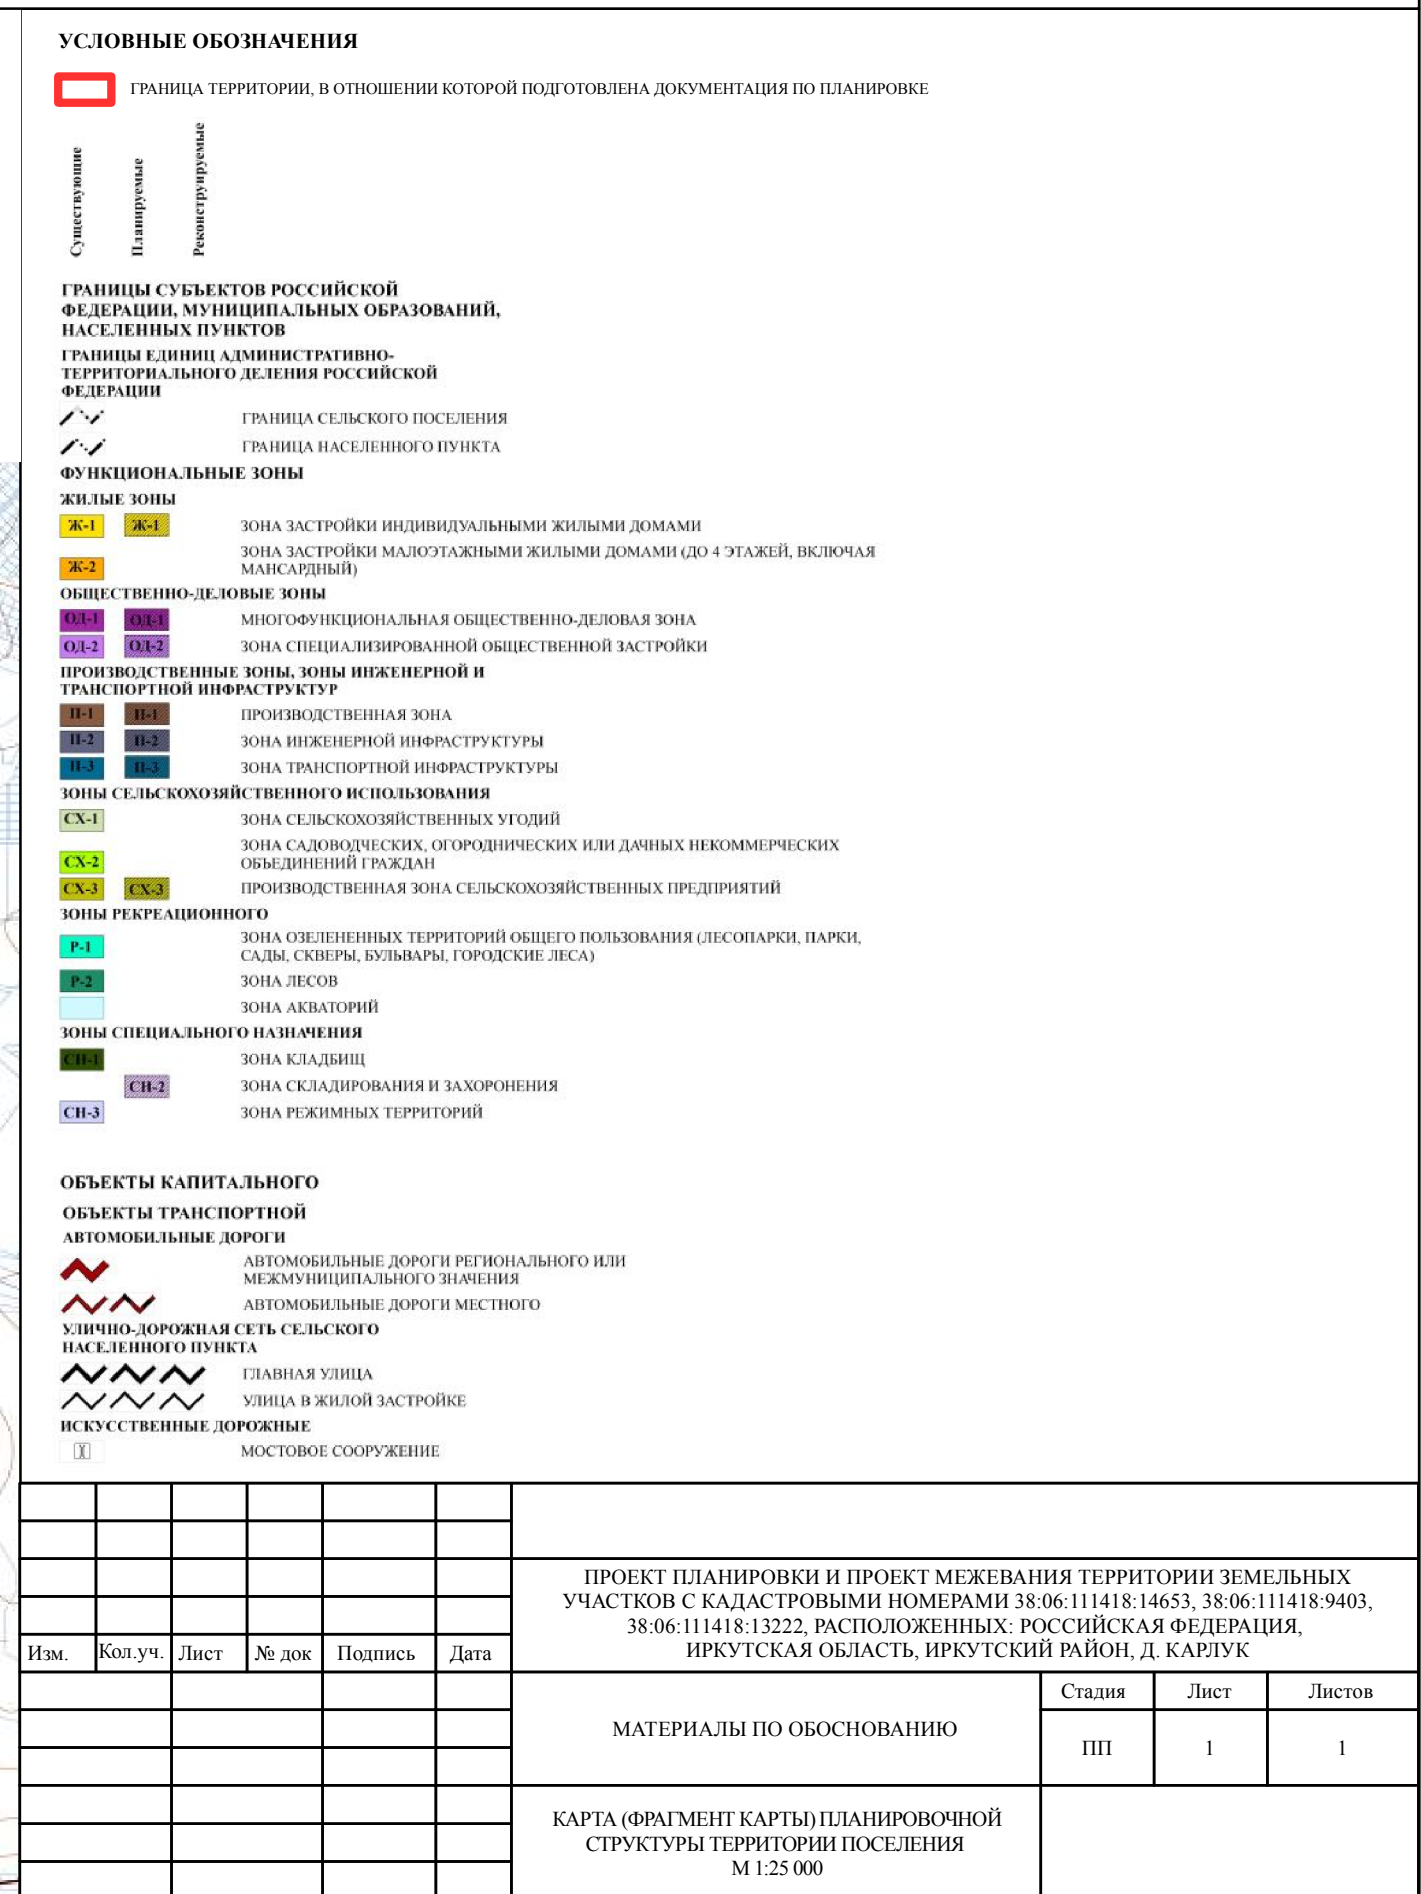 УСЛОВНЫЕ ОБОЗНАЧЕНИЯ
ГРАНИЦА ТЕРРИТОРИИ, В ОТНОШЕНИИ КОТОРОЙ ПОДГОТОВЛЕНА ДОКУМЕНТАЦИЯ ПО ПЛАНИРОВКЕ
Существующие
Планируемые
Реконструируемые
ГРАНИЦЫ СУБЪЕКТОВ РОССИЙСКОЙ
ФЕДЕРАЦИИ, МУНИЦИПАЛЬНЫХ ОБРАЗОВАНИЙ,
НАСЕЛЕННЫХ ПУНКТОВ
ГРАНИЦЫ ЕДИНИЦ АДМИНИСТРАТИВНО-
ТЕРРИТОРИАЛЬНОГО ДЕЛЕНИЯ РОССИЙСКОЙ
ФЕДЕРАЦИИ
ГРАНИЦА СЕЛЬСКОГО ПОСЕЛЕНИЯ
ГРАНИЦА НАСЕЛЕННОГО ПУНКТА
ФУНКЦИОНАЛЬНЫЕ ЗОНЫ
ЖИЛЫЕ ЗОНЫ
Ж-1 Ж-1 ЗОНА ЗАСТРОЙКИ ИНДИВИДУАЛЬНЫМИ ЖИЛЫМИ ДОМАМИ
Ж-2 ЗОНА ЗАСТРОЙКИ МАЛОЭТАЖНЫМИ ЖИЛЫМИ ДОМАМИ (ДО 4 ЭТАЖЕЙ, ВКЛЮЧАЯ
МАНСАРДНЫЙ)
ОБЩЕСТВЕННО-ДЕЛОВЫЕ ЗОНЫ
ОД-1 ОД-1 МНОГОФУНКЦИОНАЛЬНАЯ ОБЩЕСТВЕННО-ДЕЛОВАЯ ЗОНА
ОД-2 ОД-2 ЗОНА СПЕЦИАЛИЗИРОВАННОЙ ОБЩЕСТВЕННОЙ ЗАСТРОЙКИ
ПРОИЗВОДСТВЕННЫЕ ЗОНЫ, ЗОНЫ ИНЖЕНЕРНОЙ И
ТРАНСПОРТНОЙ ИНФРАСТРУКТУР
П-1 П-1 ПРОИЗВОДСТВЕННАЯ ЗОНА
П-2 П-2 ЗОНА ИНЖЕНЕРНОЙ ИНФРАСТРУКТУРЫ
П-3 П-3 ЗОНА ТРАНСПОРТНОЙ ИНФРАСТРУКТУРЫ
ЗОНЫ СЕЛЬСКОХОЗЯЙСТВЕННОГО ИСПОЛЬЗОВАНИЯ
СХ-1 ЗОНА СЕЛЬСКОХОЗЯЙСТВЕННЫХ УГОДИЙ
СХ-2 ЗОНА САДОВОДЧЕСКИХ, ОГОРОДНИЧЕСКИХ ИЛИ ДАЧНЫХ НЕКОММЕРЧЕСКИХ
ОБЪЕДИНЕНИЙ ГРАЖДАН
СХ-3 СХ-3 ПРОИЗВОДСТВЕННАЯ ЗОНА СЕЛЬСКОХОЗЯЙСТВЕННЫХ ПРЕДПРИЯТИЙ
ЗОНЫ РЕКРЕАЦИОННОГО
Р-1 ЗОНА ОЗЕЛЕНЕННЫХ ТЕРРИТОРИЙ ОБЩЕГО ПОЛЬЗОВАНИЯ (ЛЕСОПАРКИ, ПАРКИ,
САДЫ, СКВЕРЫ, БУЛЬВАРЫ, ГОРОДСКИЕ ЛЕСА)
Р-2 ЗОНА ЛЕСОВ
ЗОНА АКВАТОРИЙ
ЗОНЫ СПЕЦИАЛЬНОГО НАЗНАЧЕНИЯ
СН-1 ЗОНА КЛАДБИЩ
СН-2 ЗОНА СКЛАДИРОВАНИЯ И ЗАХОРОНЕНИЯ
СН-3 ЗОНА РЕЖИМНЫХ ТЕРРИТОРИЙ
ОБЪЕКТЫ КАПИТАЛЬНОГО
ОБЪЕКТЫ ТРАНСПОРТНОЙ
АВТОМОБИЛЬНЫЕ ДОРОГИ
АВТОМОБИЛЬНЫЕ ДОРОГИ РЕГИОНАЛЬНОГО ИЛИ
МЕЖМУНИЦИПАЛЬНОГО ЗНАЧЕНИЯ
АВТОМОБИЛЬНЫЕ ДОРОГИ МЕСТНОГО
УЛИЧНО-ДОРОЖНАЯ СЕТЬ СЕЛЬСКОГО
НАСЕЛЕННОГО ПУНКТА
ГЛАВНАЯ УЛИЦА
УЛИЦА В ЖИЛОЙ ЗАСТРОЙКЕ
ИСКУССТВЕННЫЕ ДОРОЖНЫЕ
МОСТОВОЕ СООРУЖЕНИЕ
ПРОЕКТ ПЛАНИРОВКИ И ПРОЕКТ МЕЖЕВАНИЯ ТЕРРИТОРИИ ЗЕМЕЛЬНЫХ
УЧАСТКОВ С КАДАСТРОВЫМИ НОМЕРАМИ 38:06:111418:14653, 38:06:111418:9403,
38:06:111418:13222, РАСПОЛОЖЕННЫХ: РОССИЙСКАЯ ФЕДЕРАЦИЯ,
ИРКУТСКАЯ ОБЛАСТЬ, ИРКУТСКИЙ РАЙОН, Д. КАРЛУК
Изм. Кол.уч. Лист № док Подпись Дата
МАТЕРИАЛЫ ПО ОБОСНОВАНИЮ
Стадия Лист Листов
ПП 1 1
КАРТА (ФРАГМЕНТ КАРТЫ) ПЛАНИРОВОЧНОЙ
СТРУКТУРЫ ТЕРРИТОРИИ ПОСЕЛЕНИЯ
М 1:25 000